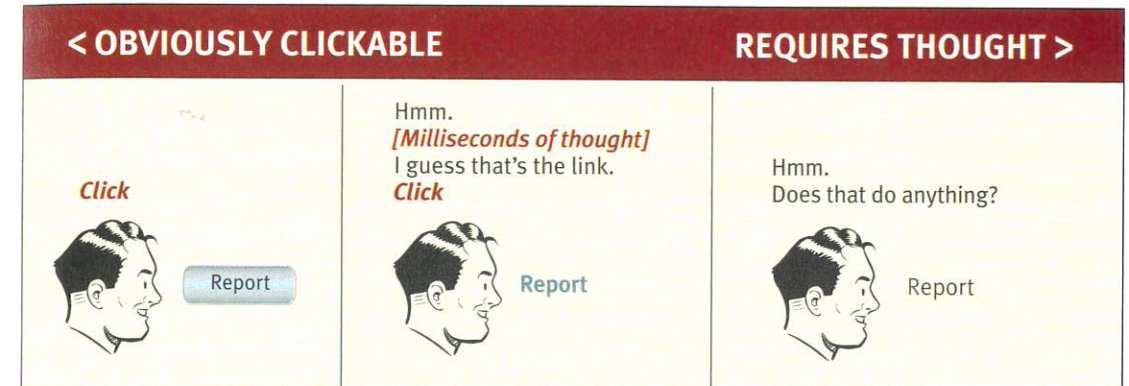 < OBVIOUSLY CLICKABLE
REQUIRES THOUGHT >
Click
Report
Hmm.
[Milliseconds of thought]
I guess that's the link.
Click
Report
Hmm.
Does that do anything?
Report